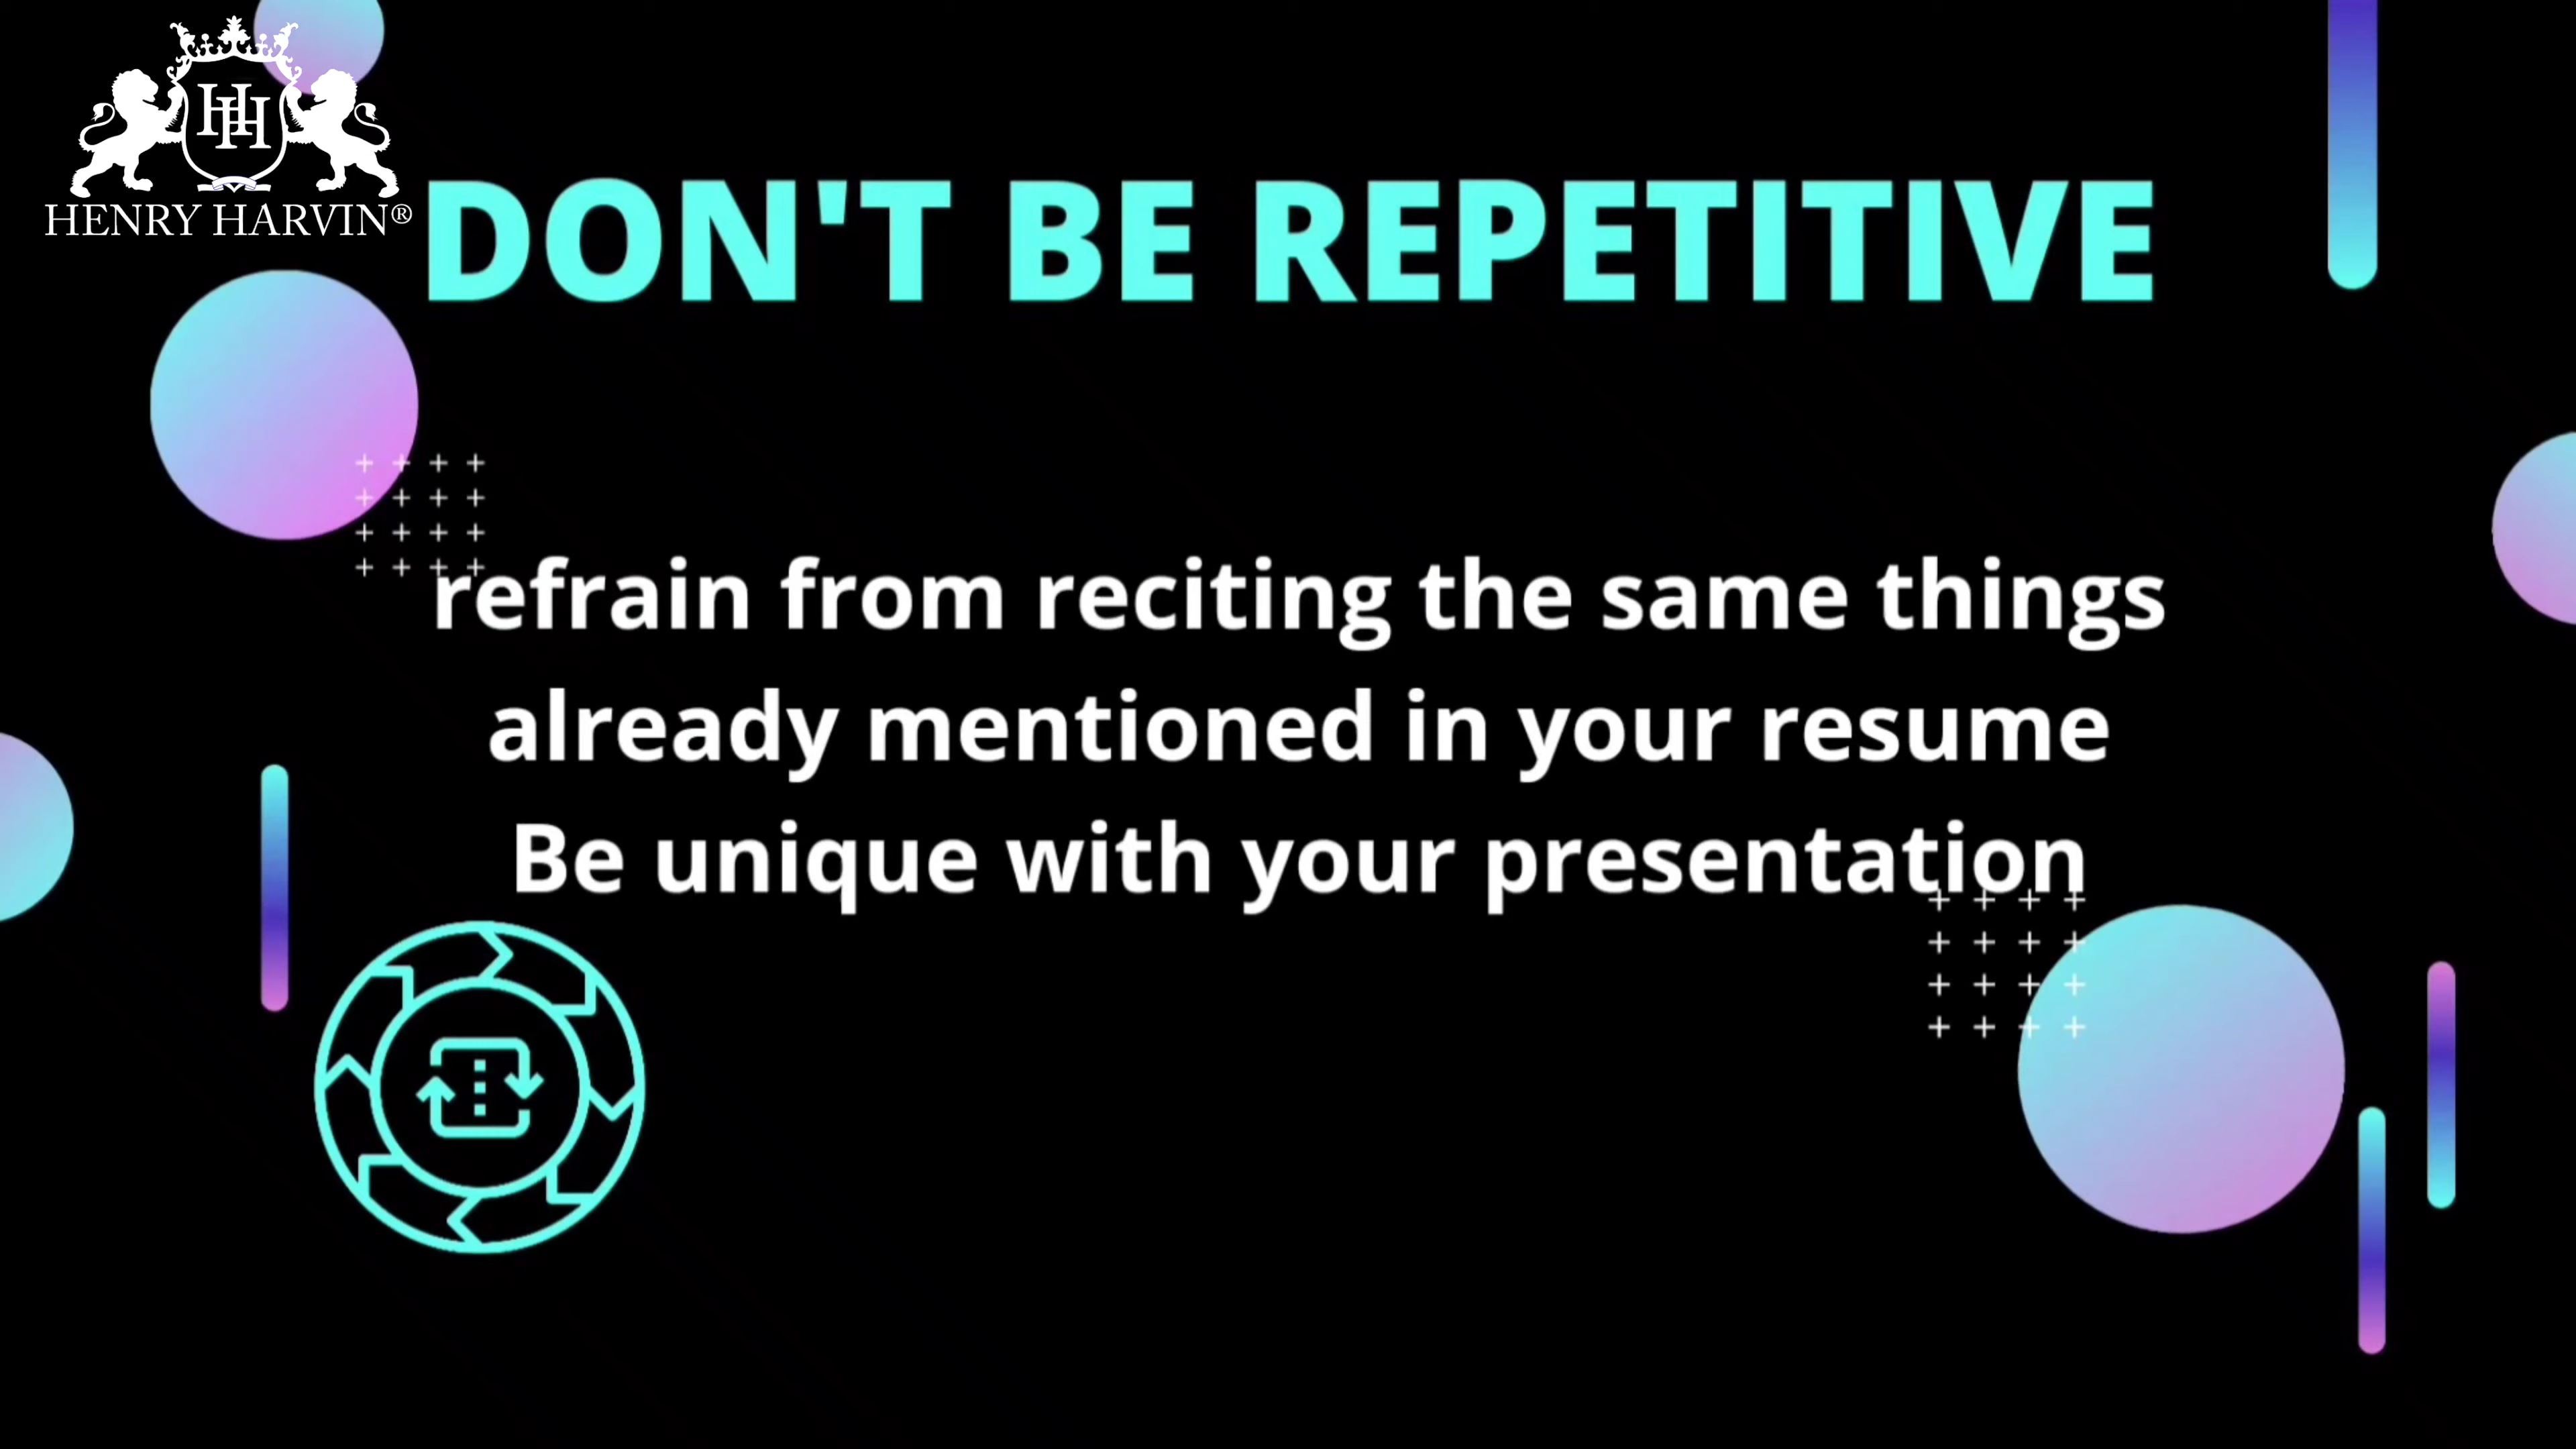 HH
HENRY HARVIN®
DON'T BE REPETITIVE
refrain from reciting the same things
already mentioned in your resume
Be unique with your presentation